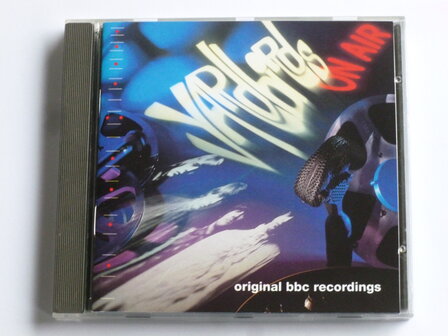 YARDBIRDS
ON AIR
original bbc recordings